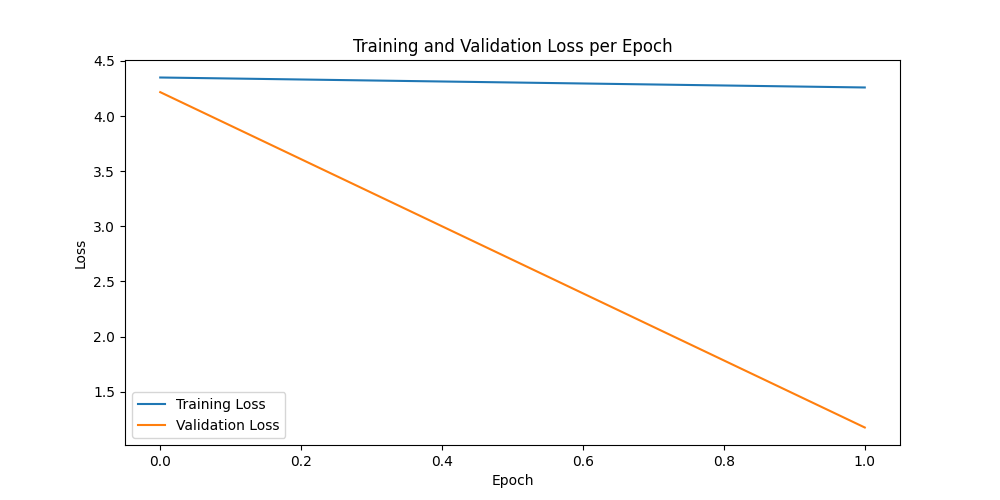 Training and Validation Loss per Epoch
4.5
4.0
3.5
3.0
2.5
2.0
1.5
Loss
Training Loss
Validation Loss
0.0 0.2 0.4 0.6 0.8 1.0
Epoch